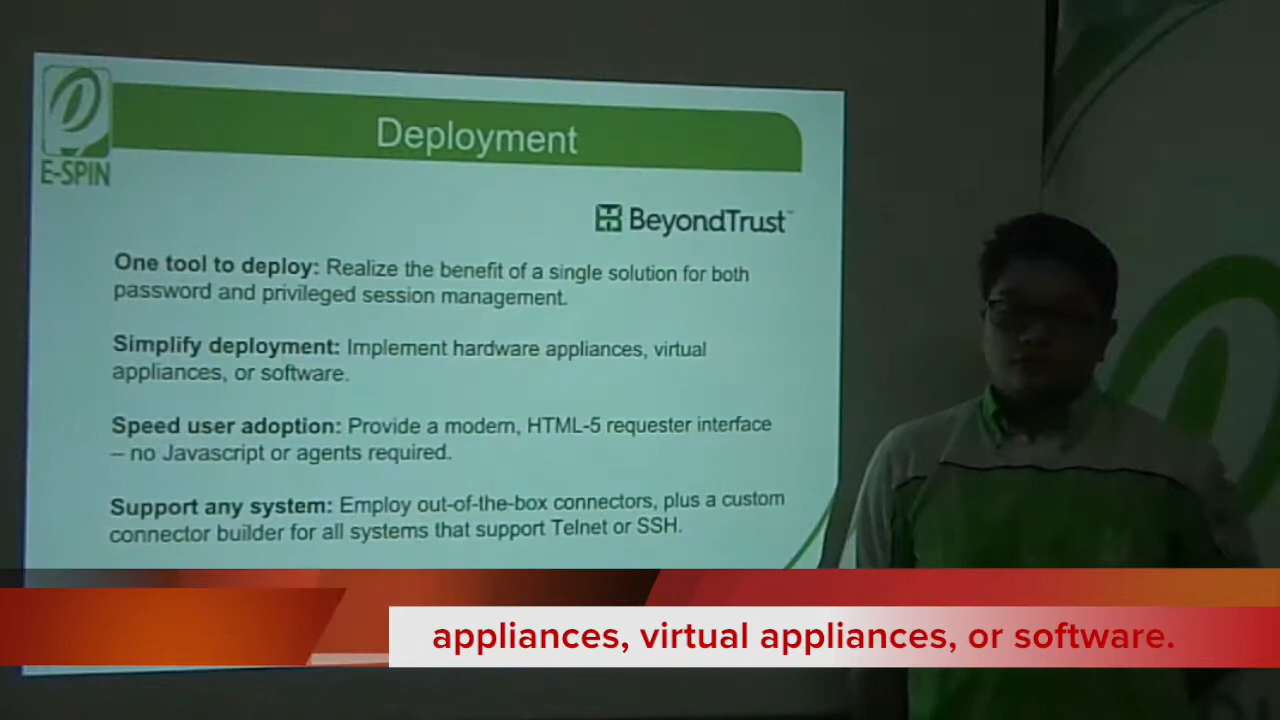 Deployment
E-SPIN
BeyondTrust™
One tool to deploy: Realize the benefit of a single solution for both
password and privileged session management.
Simplify deployment: Implement hardware appliances, virtual
appliances, or software.
Speed user adoption: Provide a modern, HTML-5 requester interface
– no Javascript or agents required.
Support any system: Employ out-of-the-box connectors, plus a custom
connector builder for all systems that support Telnet or SSH.
appliances, virtual appliances, or software.